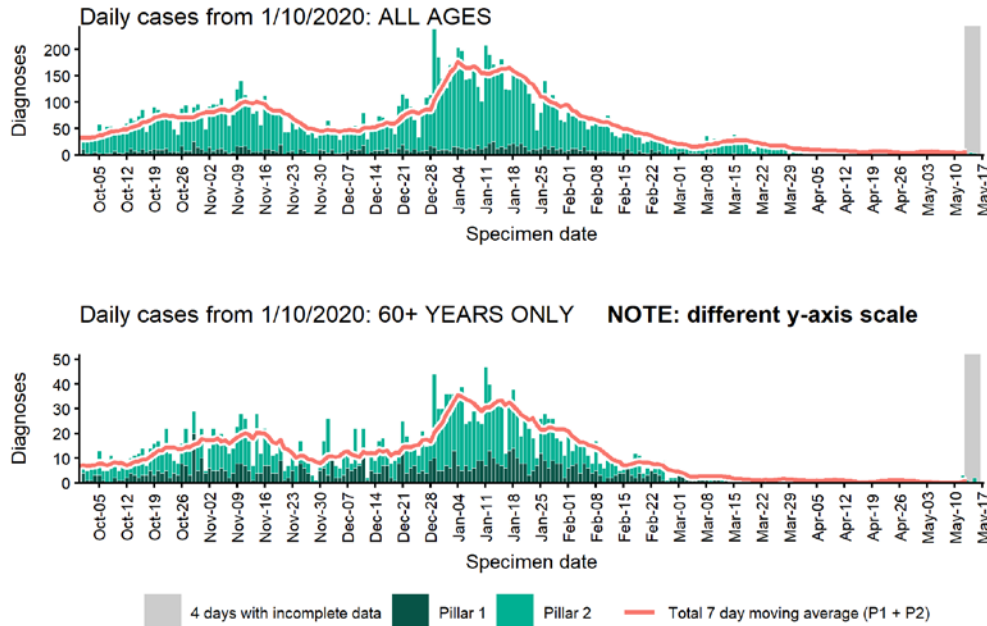 Daily cases from 1/10/2020: ALL AGES
200
150
100
50
0
Diagnoses
Oct-05
Oct-12
Oct-19
Oct-26
Nov-02
Nov-09
Nov-16
Nov-23
Nov-30
Dec-07
Dec-14
Dec-21
Dec-28
Jan-04
Jan-11
Jan-18
Jan-25
Feb-01
Feb-08
Feb-15
Feb-22
Mar-01
Mar-08
Mar-15
Mar-22
Mar-29
Apr-05
Apr-12
Apr-19
Apr-26
May-03
May-10
May-17
Specimen date
Daily cases from 1/10/2020: 60+ YEARS ONLY NOTE: different y-axis scale
50
40
30
20
10
0
Diagnoses
Oct-05
Oct-12
Oct-19
Oct-26
Nov-02
Nov-09
Nov-16
Nov-23
Nov-30
Dec-07
Dec-14
Dec-21
Dec-28
Jan-04
Jan-11
Jan-18
Jan-25
Feb-01
Feb-08
Feb-15
Feb-22
Mar-01
Mar-08
Mar-15
Mar-22
Mar-29
Apr-05
Apr-12
Apr-19
Apr-26
May-03
May-10
May-17
Specimen date
4 days with incomplete data Pillar 1 Pillar 2 Total 7 day moving average (P1 + P2)